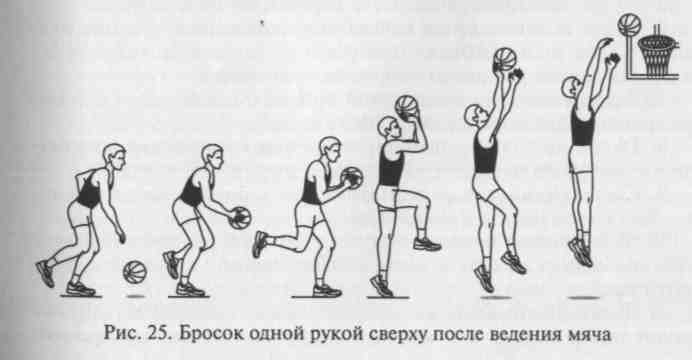 Рис. 25. Бросок одной рукой сверху после ведения мяча